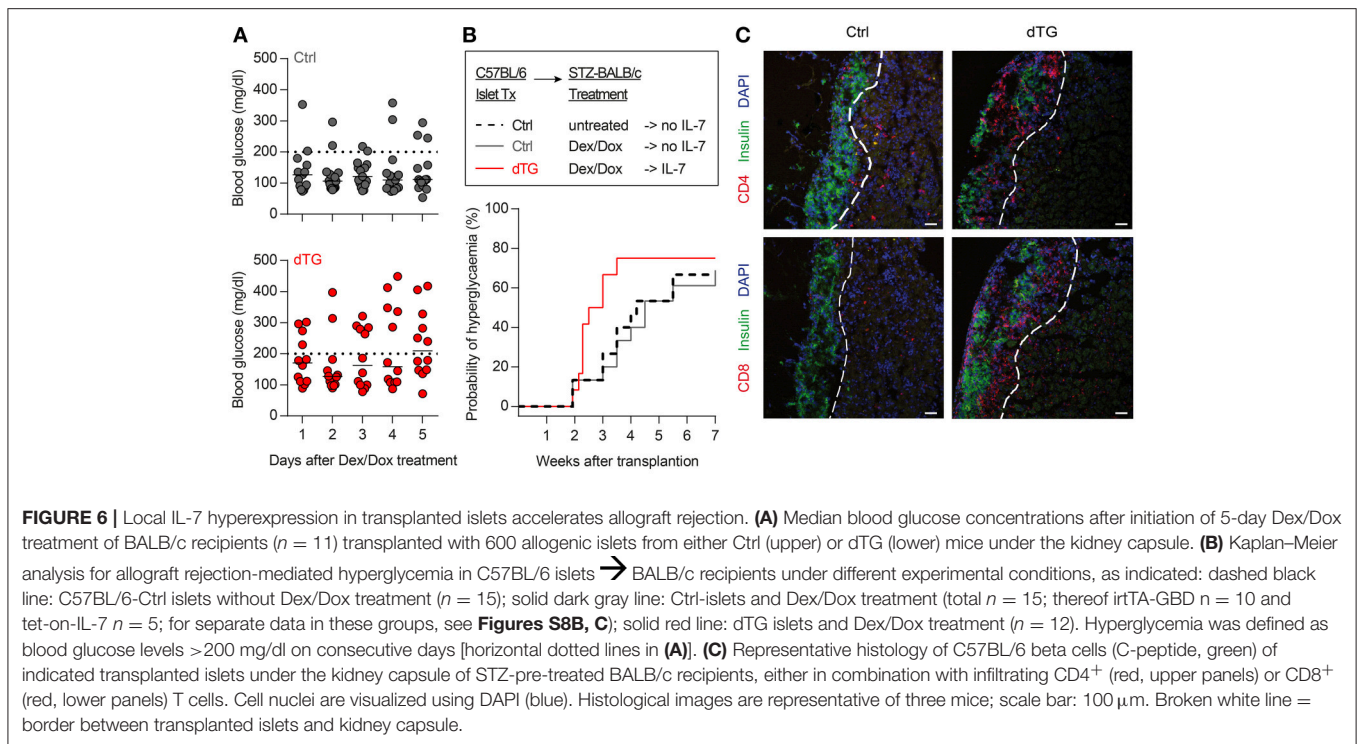 A
Ctrl
500
400
300
200
100
0
Blood glucose (mg/dl)
dTG
500
400
300
200
100
0
Blood glucose (mg/dl)
1 2 3 4 5
Days after Dex/Dox treatment
B
C57BL/6 STZ-BALB/c
Islet Tx Treatment
Ctrl untreated -> no IL-7
Ctrl Dex/Dox -> no IL-7
dTG Dex/Dox -> IL-7
100
80
60
40
20
0
Probability of hyperglycaemia (%)
1 2 3 4 5 6 7
Weeks after transplantion
C
Ctrl dTG
CD4 Insulin DAPI
CD8 Insulin DAPI
FIGURE 6 | Local IL-7 hyperexpression in transplanted islets accelerates allograft rejection. (A) Median blood glucose concentrations after initiation of 5-day Dex/Dox
treatment of BALB/c recipients (n = 11) transplanted with 600 allogenic islets from either Ctrl (upper) or dTG (lower) mice under the kidney capsule. (B) Kaplan–Meier
analysis for allograft rejection-mediated hyperglycemia in C57BL/6 islets → BALB/c recipients under different experimental conditions, as indicated: dashed black
line: C57BL/6-Ctrl islets without Dex/Dox treatment (n = 15); solid dark gray line: Ctrl-islets and Dex/Dox treatment (total n = 15; thereof irtTA-GBD n = 10 and
tet-on-IL-7 n = 5; for separate data in these groups, see Figures S8B, C); solid red line: dTG islets and Dex/Dox treatment (n = 12). Hyperglycemia was defined as
blood glucose levels >200 mg/dl on consecutive days [horizontal dotted lines in (A)]. (C) Representative histology of C57BL/6 beta cells (C-peptide, green) of
indicated transplanted islets under the kidney capsule of STZ-pre-treated BALB/c recipients, either in combination with infiltrating CD4+ (red, upper panels) or CD8+
(red, lower panels) T cells. Cell nuclei are visualized using DAPI (blue). Histological images are representative of three mice; scale bar: 100 μm. Broken white line =
border between transplanted islets and kidney capsule.